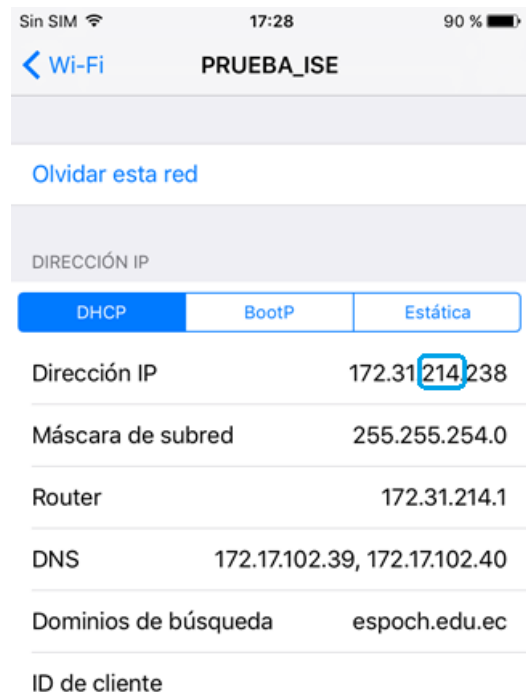 Sin SIM 17:28 90 %
Wi-Fi PRUEBA_ISE
Olvidar esta red
DIRECCIÓN IP
DHCP BootP Estática
Dirección IP 172.31.214.238
Máscara de subred 255.255.254.0
Router 172.31.214.1
DNS 172.17.102.39, 172.17.102.40
Dominios de búsqueda espoch.edu.ec
ID de cliente